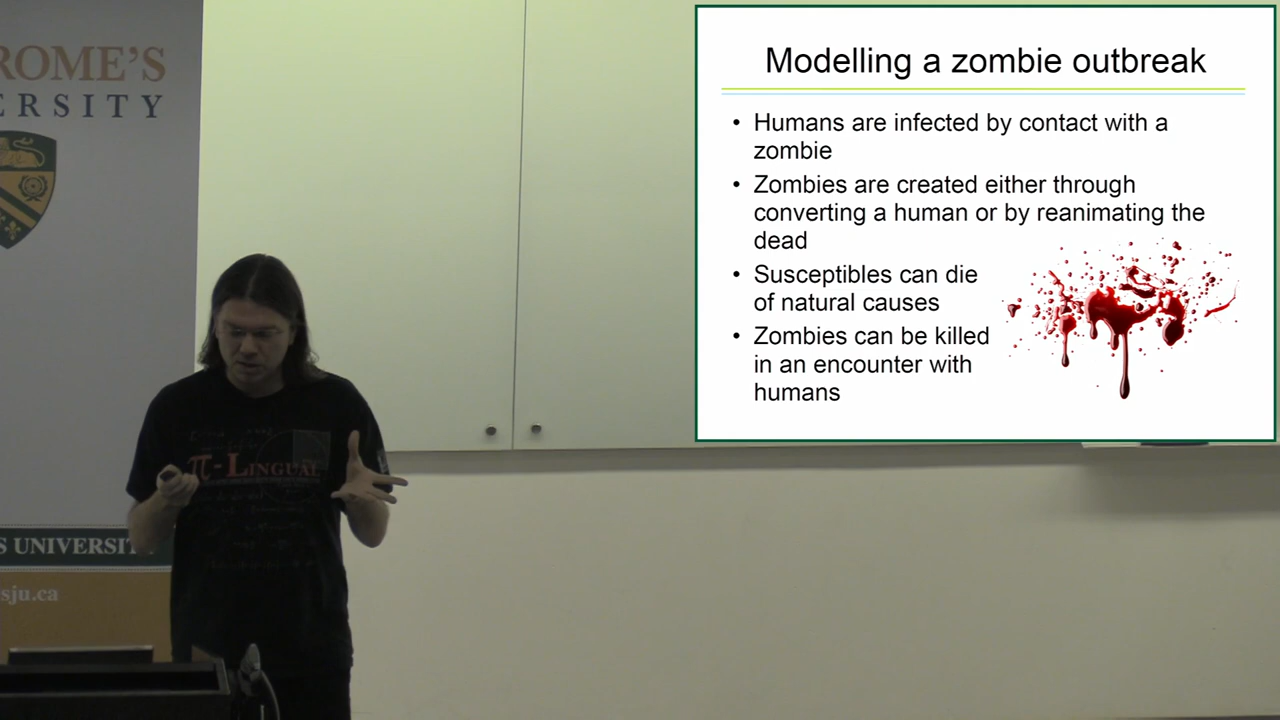 ROME'S
ERSITY
Modelling a zombie outbreak
• Humans are infected by contact with a
zombie
• Zombies are created either through
converting a human or by reanimating the
dead
• Susceptibles can die
of natural causes
• Zombies can be killed
in an encounter with
humans
π-LINGUAL
S UNIVERSITY
sju.ca